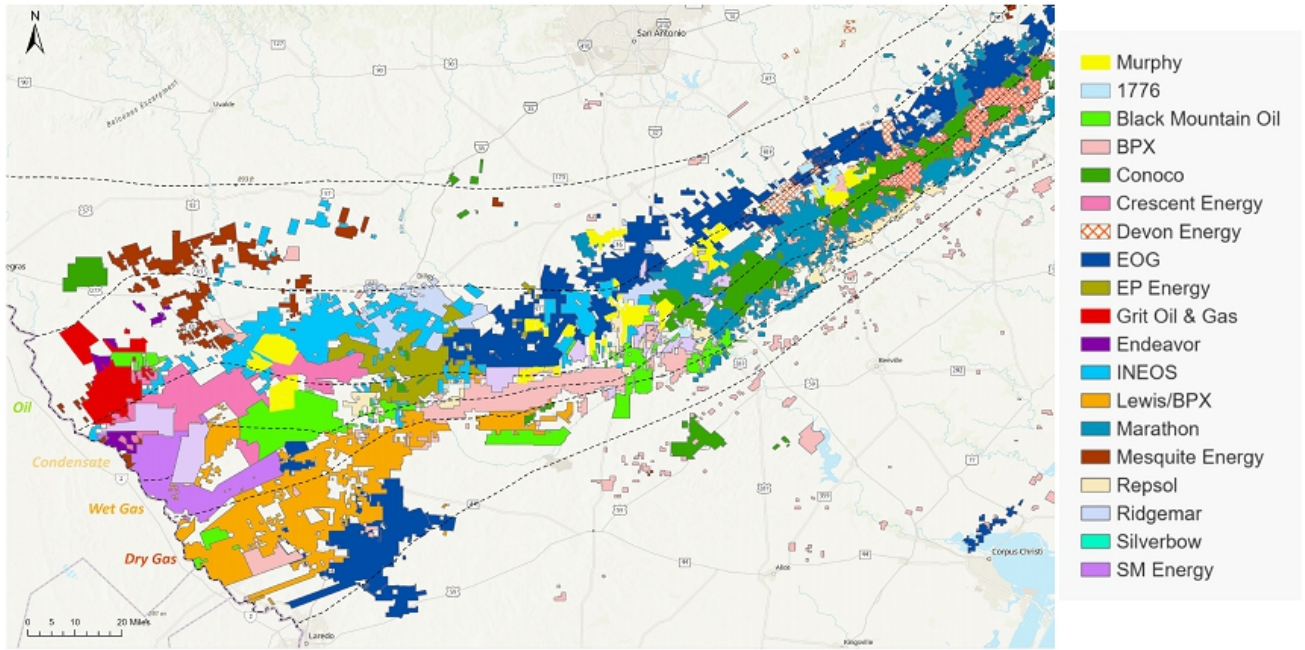 N
San Antonio
Balcones Escarpment
Uvalde
egras
Dilley
Beeville
Oil
Condensate
Wet Gas
Dry Gas
Corpus Christi
Alice
Laredo
Kingsville
0 5 10 20 Miles
Murphy
1776
Black Mountain Oil
BPX
Conoco
Crescent Energy
Devon Energy
EOG
EP Energy
Grit Oil & Gas
Endeavor
INEOS
Lewis/BPX
Marathon
Mesquite Energy
Repsol
Ridgemar
Silverbow
SM Energy